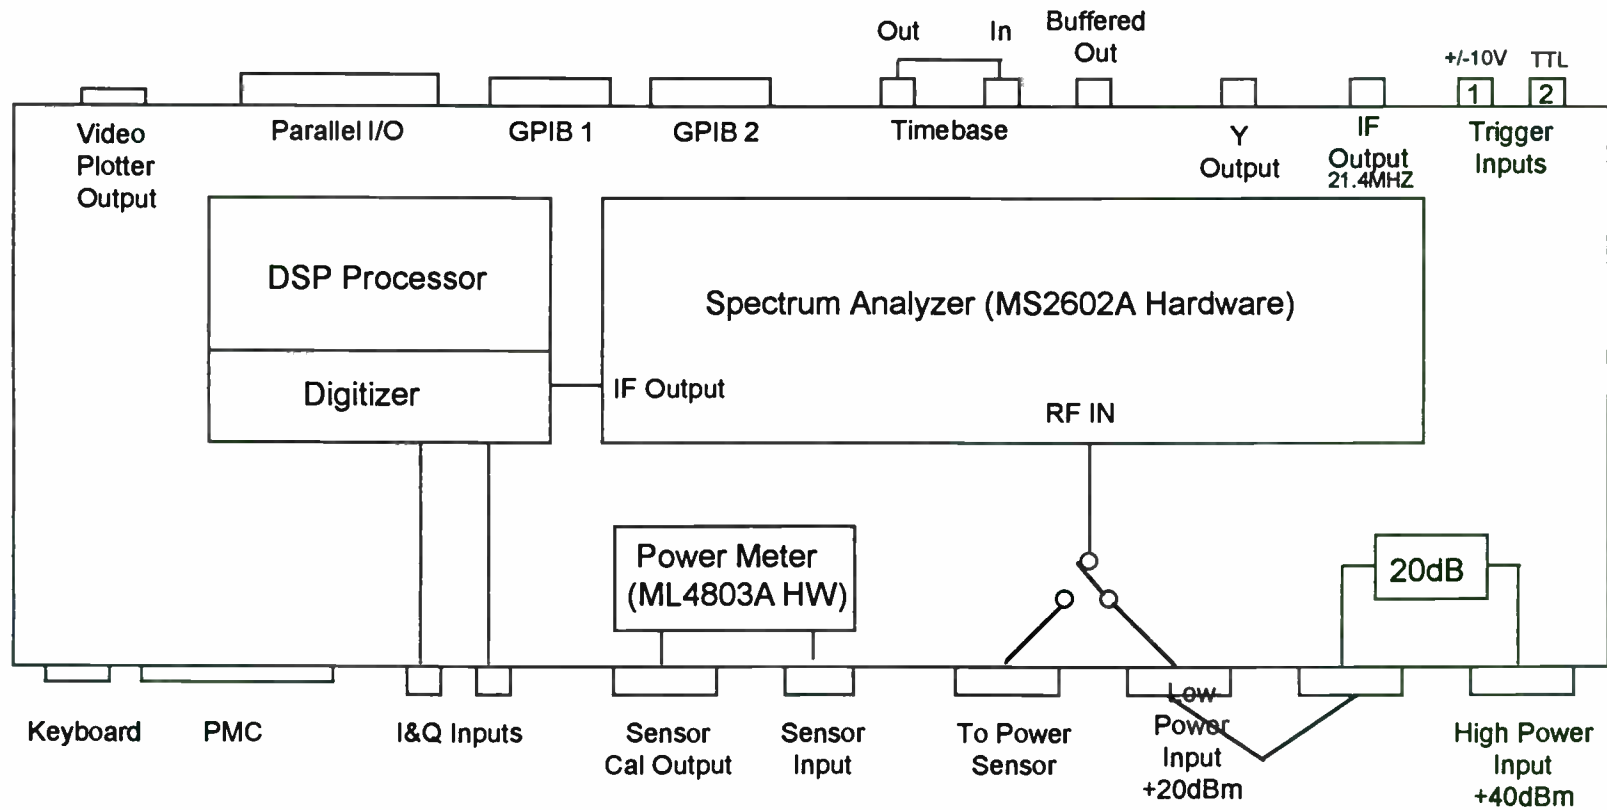 Out
In
Buffered
Out
+/-10V
TTL
1
2
Video
Plotter
Output
Parallel I/O
GPIB 1
GPIB 2
Timebase
Y
Output
IF
Output
21.4MHZ
Trigger
Inputs
DSP Processor
Digitizer
Spectrum Analyzer (MS2602A Hardware)
IF Output
RF IN
Power Meter
(ML4803A HW)
20dB
Keyboard
PMC
I&Q Inputs
Sensor
Cal Output
Sensor
Input
To Power
Sensor
Low
Power
Input
+20dBm
High Power
Input
+40dBm